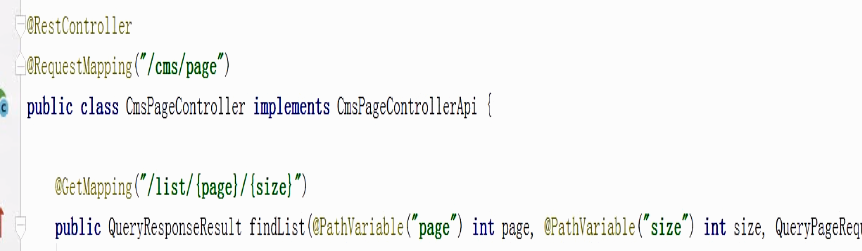 @RestController
@RequestMapping("/cms/page")
public class CmsPageController implements CmsPageControllerApi {
@GetMapping("/list/{page}/{size}")
public QueryResponseResult findList(@PathVariable("page") int page, @PathVariable("size") int size, QueryPageReq